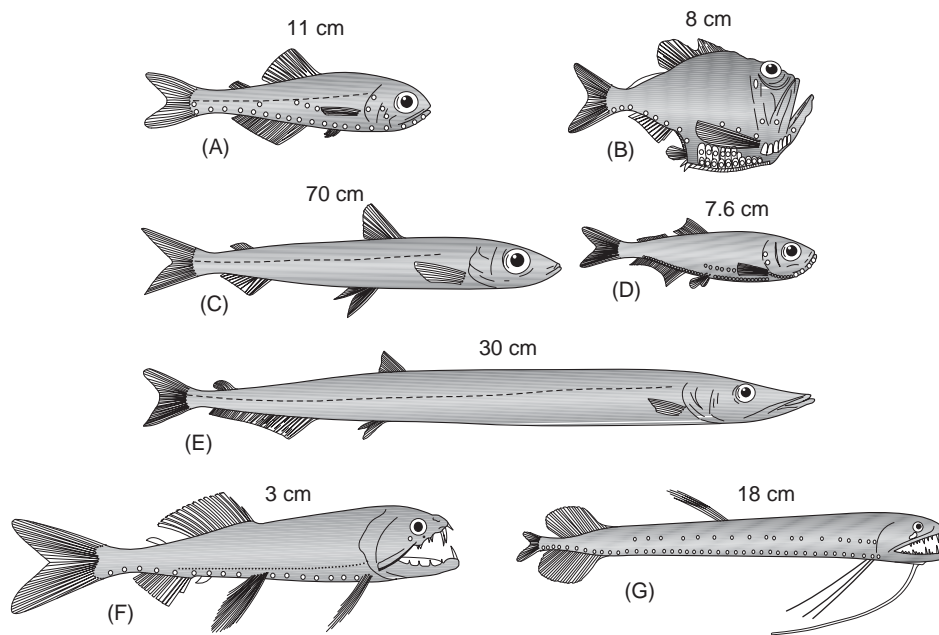 11 cm
8 cm
(A)
(B)
70 cm
7.6 cm
(C)
(D)
30 cm
(E)
3 cm
18 cm
(F)
(G)